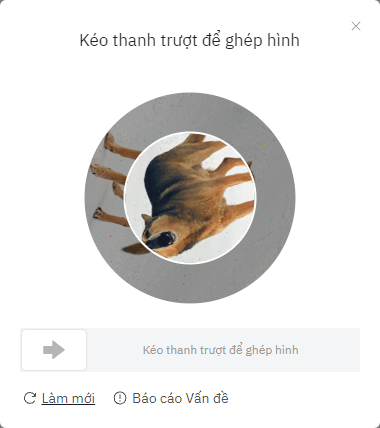 Kéo thanh trượt để ghép hình
Kéo thanh trượt để ghép hình
Làm mới
Báo cáo Vấn đề